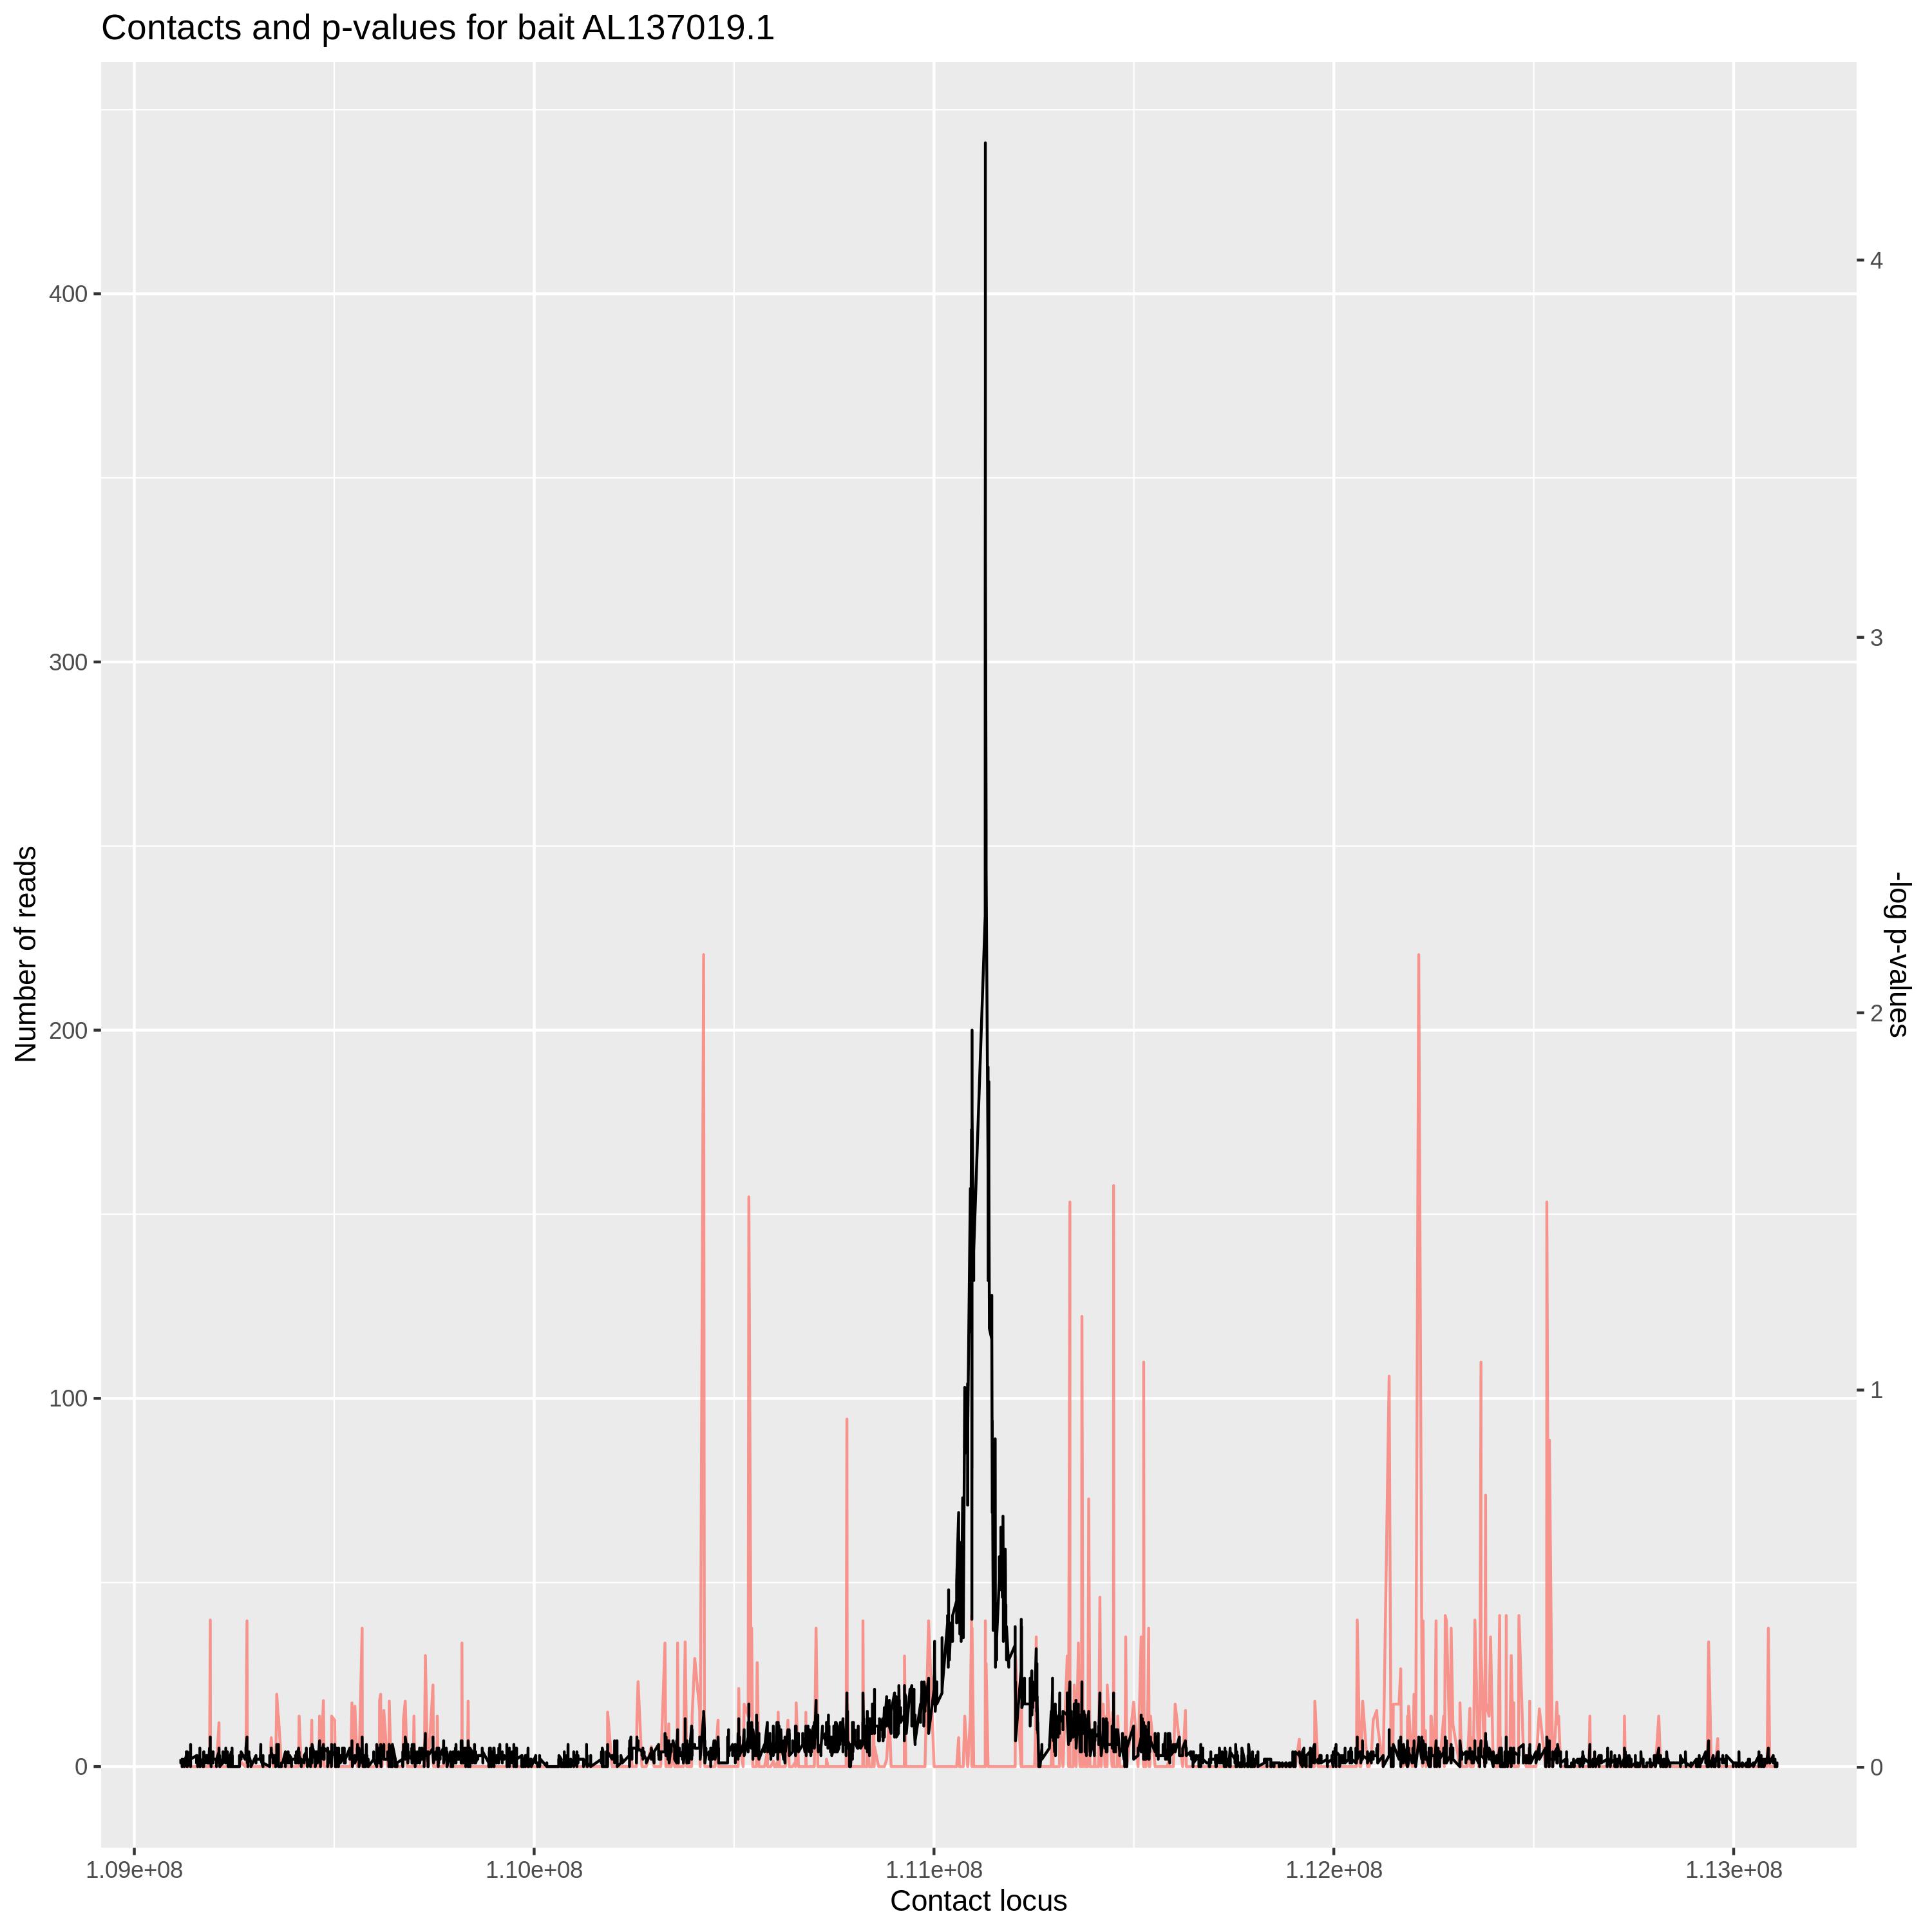 Contacts and p-values for bait AL137019.1
Number of reads
400
300
200
100
0
4
3
2
1
0
-log p-values
1.09e+08 1.10e+08 1.11e+08 1.12e+08 1.13e+08
Contact locus